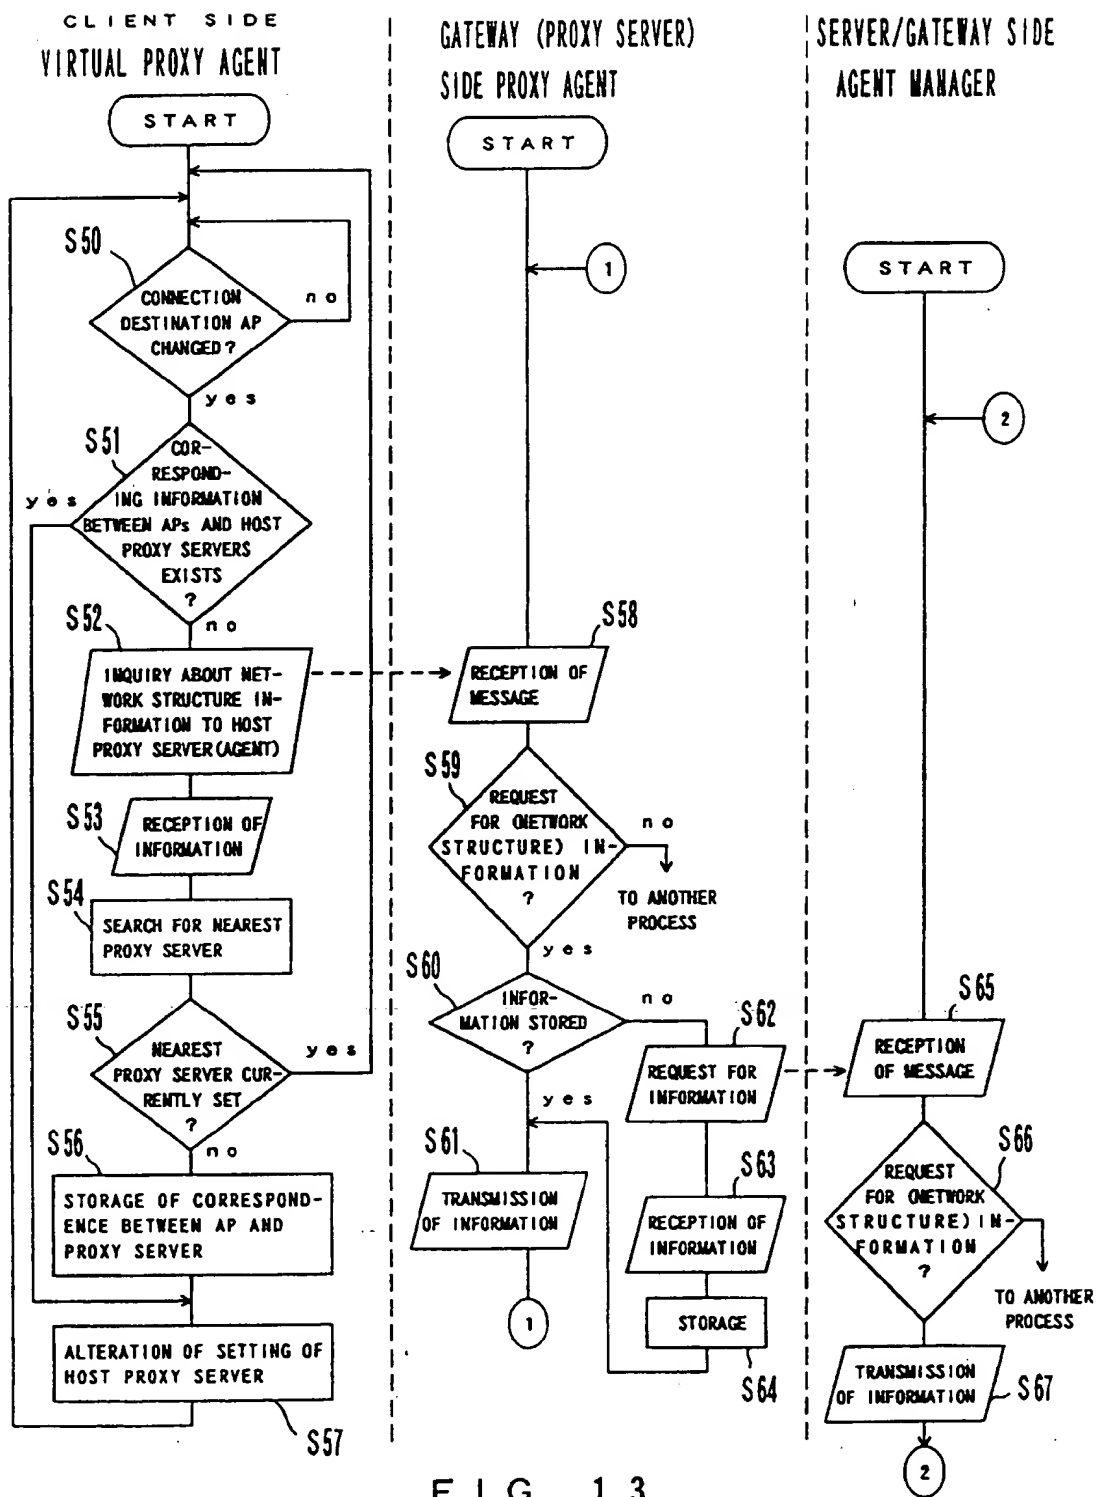 CLIENT SIDE
VIRTUAL PROXY AGENT
START
S50
CONNECTION
DESTINATION AP
CHANGED?
no
yes
S51
COR-
RESPOND-
ING INFORMATION
BETWEEN APs AND HOST
PROXY SERVERS
EXISTS
?
yes
no
S52
INQUIRY ABOUT NET-
WORK STRUCTURE IN-
FORMATION TO HOST
PROXY SERVER(AGENT)
S53
RECEPTION OF
INFORMATION
S54
SEARCH FOR NEAREST
PROXY SERVER
S55
NEAREST
PROXY SERVER CUR-
RENTLY SET
?
yes
no
S56
STORAGE OF CORRESPOND-
ENCE BETWEEN AP AND
PROXY SERVER
ALTERATION OF SETTING OF
HOST PROXY SERVER
S57
GATEWAY (PROXY SERVER)
SIDE PROXY AGENT
START
1
S58
RECEPTION OF
MESSAGE
S59
REQUEST
FOR (NETWORK
STRUCTURE) IN-
FORMATION
?
no
TO ANOTHER
PROCESS
yes
S60
INFOR-
MATION STORED
?
no
yes
S61
TRANSMISSION
OF INFORMATION
1
S62
REQUEST FOR
INFORMATION
S63
RECEPTION OF
INFORMATION
STORAGE
S64
SERVER/GATEWAY SIDE
AGENT MANAGER
START
2
S65
RECEPTION
OF MESSAGE
S66
REQUEST
FOR (NETWORK
STRUCTURE) IN-
FORMATION
?
TO ANOTHER
PROCESS
TRANSMISSION
OF INFORMATION
S67
2
FIG. 13